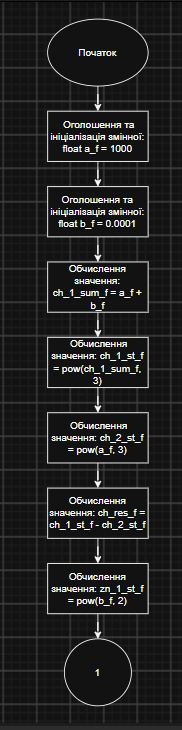 Початок
Оголошення та
ініціалізація змінної:
float a_f = 1000
Оголошення та
ініціалізація змінної:
float b_f = 0.0001
Обчислення
значення:
ch_1_sum_f = a_f +
b_f
Обчислення
значення: ch_1_st_f
= pow(ch_1_sum_f,
3)
Обчислення
значення: ch_2_st_f
= pow(a_f, 3)
Обчислення
значення: ch_res_f =
ch_1_st_f - ch_2_st_f
Обчислення
значення: zn_1_st_f
= pow(b_f, 2)
1